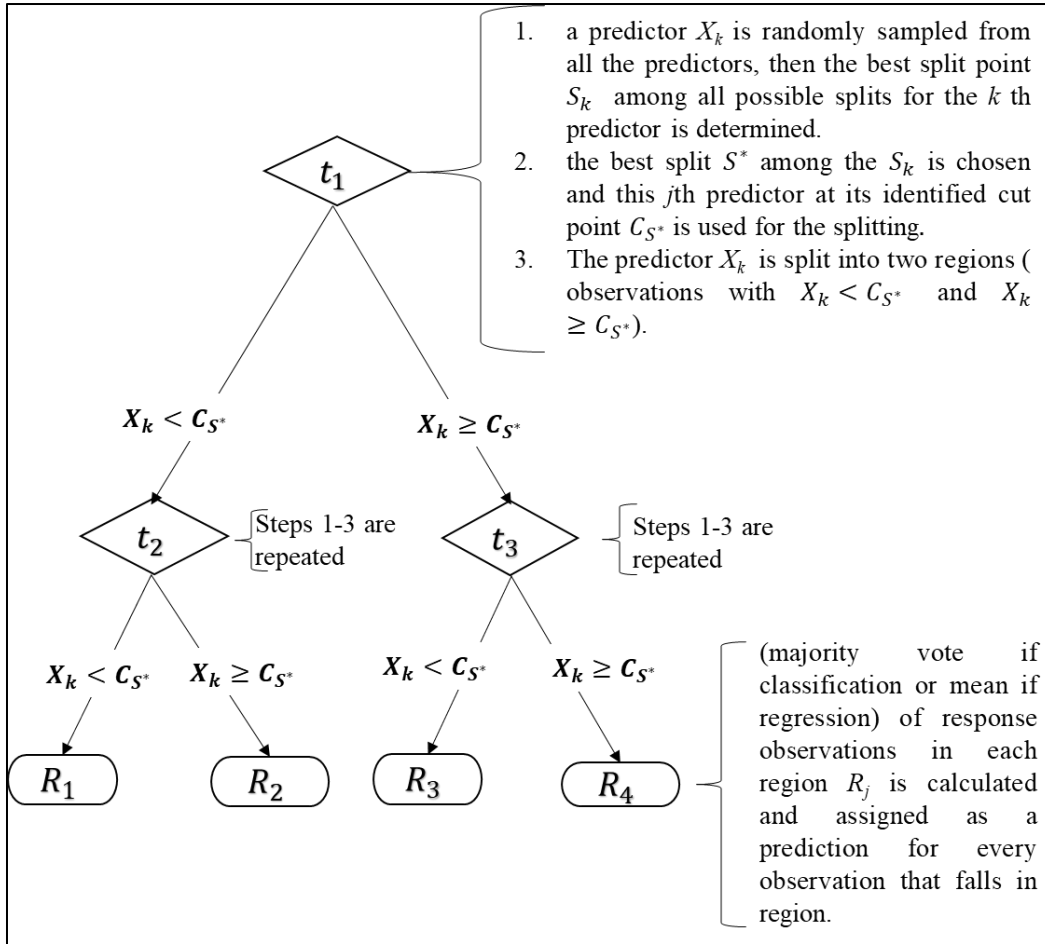 1. a predictor X_k is randomly sampled from
all the predictors, then the best split point
S_k among all possible splits for the k th
predictor is determined.
2. the best split S* among the S_k is chosen
and this jth predictor at its identified cut
point C_S* is used for the splitting.
3. The predictor X_k is split into two regions (
observations with X_k < C_S* and X_k
≥ C_S*).
t_1
X_k < C_S*
X_k ≥ C_S*
t_2
Steps 1-3 are
repeated
t_3
Steps 1-3 are
repeated
X_k < C_S*
X_k ≥ C_S*
X_k < C_S*
X_k ≥ C_S*
R_1
R_2
R_3
R_4
(majority vote if
classification or mean if
regression) of response
observations in each
region R_j is calculated
and assigned as a
prediction for every
observation that falls in
region.